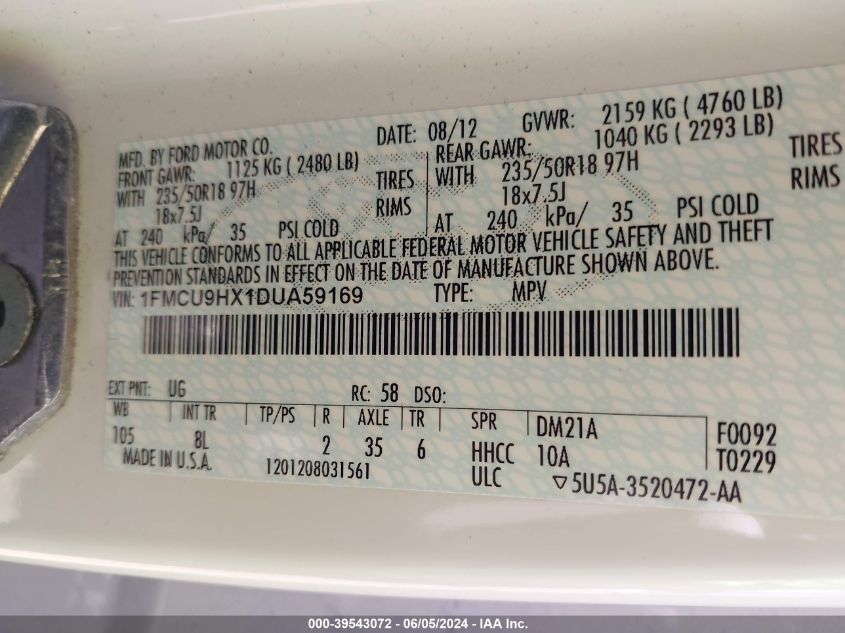 MFD. BY FORD MOTOR CO. DATE: 08/12 GVWR: 2159 KG ( 4760 LB)
FRONT GAWR: 1125 KG ( 2480 LB) REAR GAWR: 1040 KG ( 2293 LB)
WITH 235/50R18 97H TIRES WITH 235/50R18 97H TIRES
18x7.5J RIMS 18x7.5J RIMS
AT 240 kPa/ 35 PSI COLD AT 240 kPa/ 35 PSI COLD
THIS VEHICLE CONFORMS TO ALL APPLICABLE FEDERAL MOTOR VEHICLE SAFETY AND THEFT
PREVENTION STANDARDS IN EFFECT ON THE DATE OF MANUFACTURE SHOWN ABOVE.
VIN: 1FMCU9HX1DUA59169 TYPE: MPV
EXT PNT: UG RC: 58 DSO:
WB INT TR TP/PS R AXLE TR SPR DM21A F0092
105 8L 2 35 6 HHCC 10A T0229
MADE IN U.S.A. 1201208031561 ULC ▽5U5A-3520472-AA
000-39543072 - 06/05/2024 - IAA Inc.